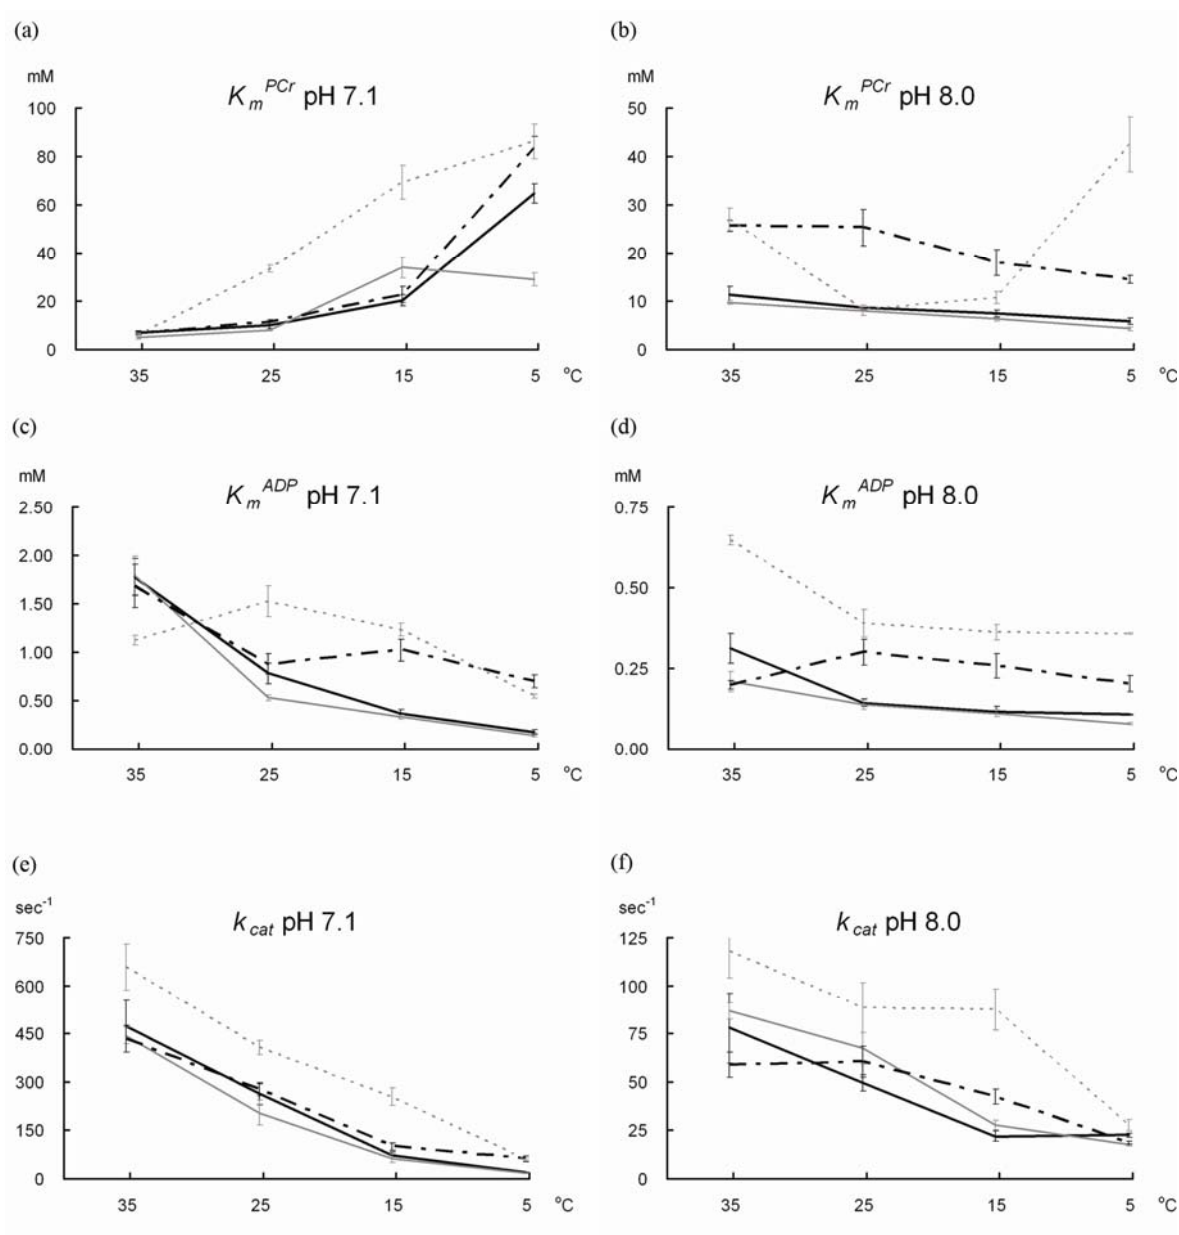 (a)
mM
K_m^PCr pH 7.1
100
80
60
40
20
0
35 25 15 5 °C
(b)
mM
K_m^PCr pH 8.0
50
40
30
20
10
0
35 25 15 5 °C
(c)
mM
K_m^ADP pH 7.1
2.50
2.00
1.50
1.00
0.50
0.00
35 25 15 5 °C
(d)
mM
K_m^ADP pH 8.0
0.75
0.50
0.25
0.00
35 25 15 5 °C
(e)
sec⁻¹
k_cat pH 7.1
750
600
450
300
150
0
35 25 15 5 °C
(f)
sec⁻¹
k_cat pH 8.0
125
100
75
50
25
0
35 25 15 5 °C